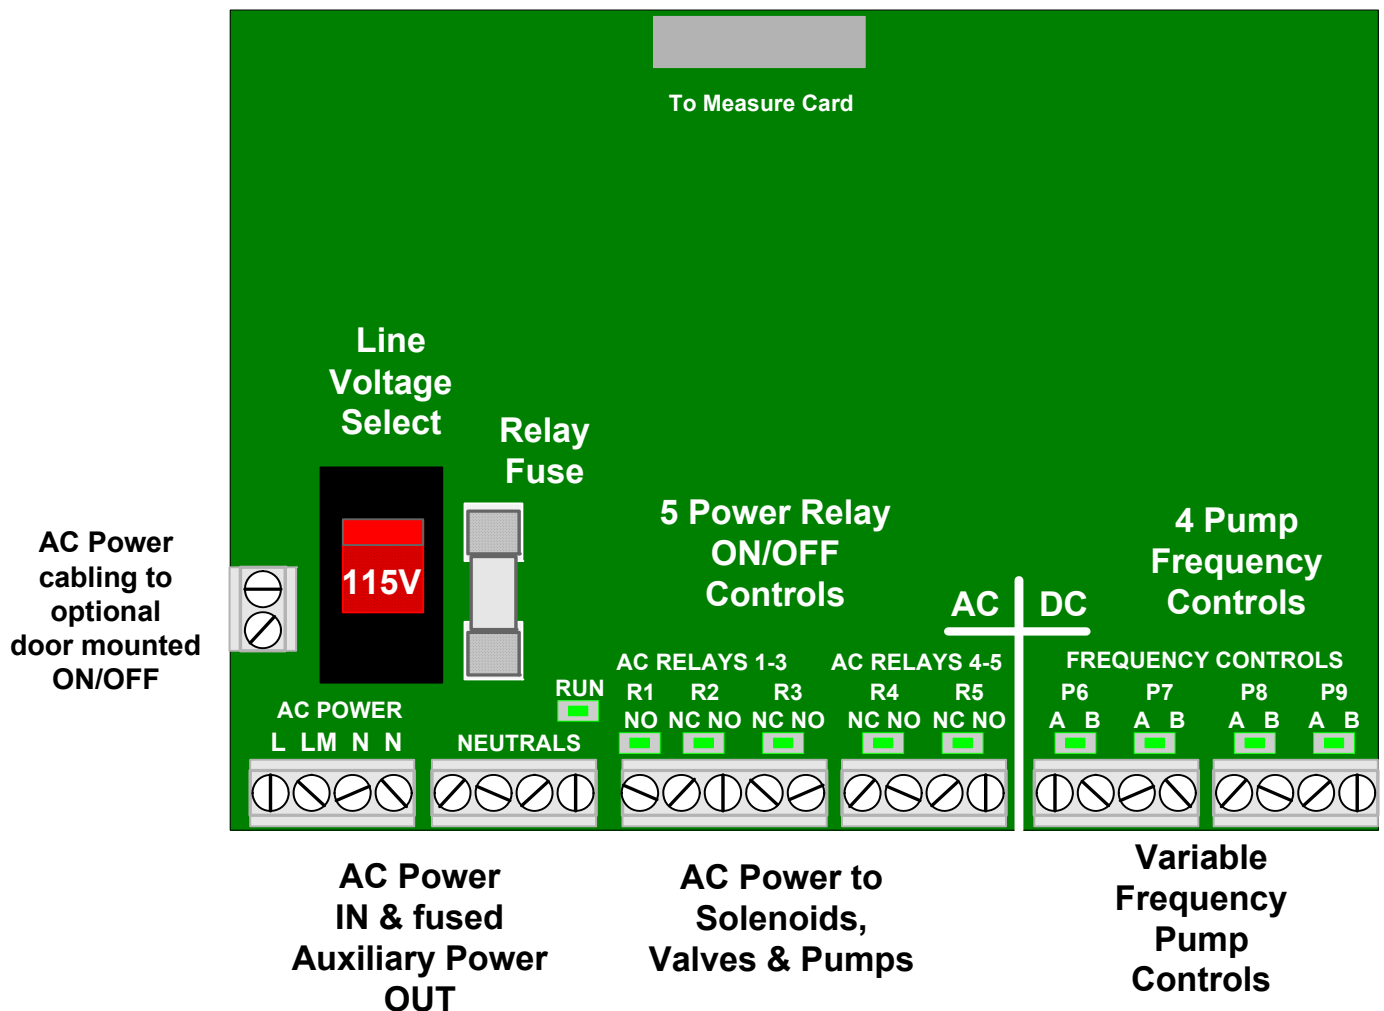 To Measure Card
Line
Voltage
Select
Relay
Fuse
115V
AC Power
cabling to
optional
door mounted
ON/OFF
5 Power Relay
ON/OFF
Controls
4 Pump
Frequency
Controls
AC DC
AC RELAYS 1-3 AC RELAYS 4-5 FREQUENCY CONTROLS
RUN R1 R2 R3 R4 R5 P6 P7 P8 P9
NO NC NO NC NO NC NO NC NO A B A B A B A B
AC POWER
L LM N N
NEUTRALS
AC Power
IN & fused
Auxiliary Power
OUT
AC Power to
Solenoids,
Valves & Pumps
Variable
Frequency
Pump
Controls